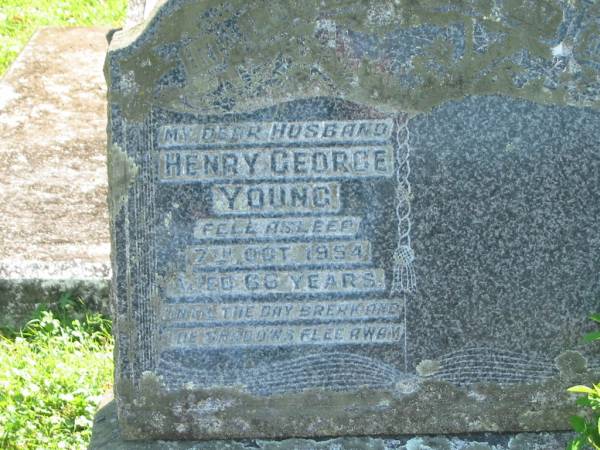 MY DEAR HUSBAND
HENRY GEORGE
YOUNG
FELL ASLEEP
OCT. 1954
AGED 66 YEARS
UNTIL THE DAY BREAK AND
THE SHADOWS FLEE AWAY